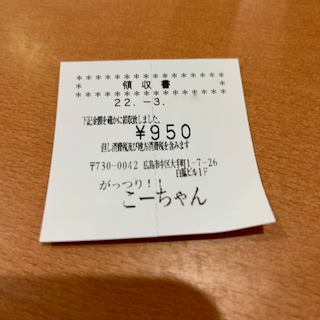 * * * * * * * * * * * * * * *
* 領 収 書 *
* * * * * * * * * * * * * * *
22. -3.
下記金額を確かに領収致しました。
¥950
但し消費税及び地方消費税を含みます
〒730-0042 広島市中区大手町1-7-26
ビル1F
がっつり！！
こーちゃん